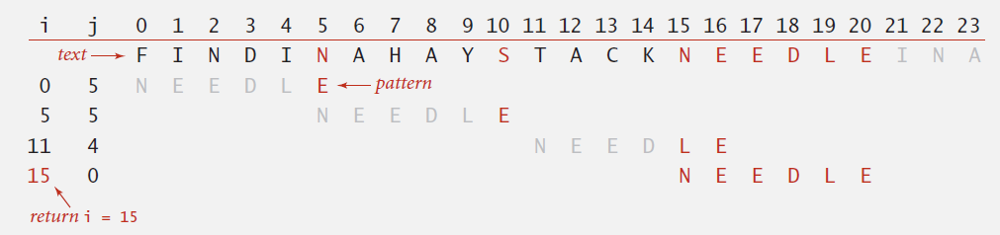 i j 0 1 2 3 4 5 6 7 8 9 10 11 12 13 14 15 16 17 18 19 20 21 22 23
text F I N D I N A H A Y S T A C K N E E D L E I N A
0 5 N E E D L E pattern
5 5 N E E D L E
11 4 N E E D L E
15 0 N E E D L E
return i = 15